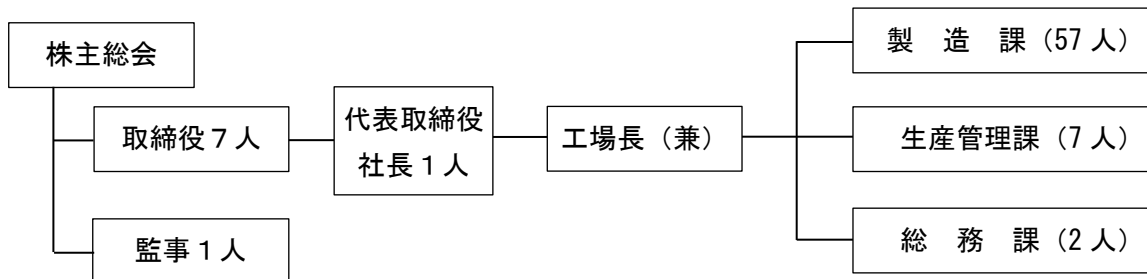 株主総会
取締役７人
監事１人
代表取締役
社長１人
工場長（兼）
製　造　課（57 人）
生産管理課（7 人）
総　務　課（2 人）